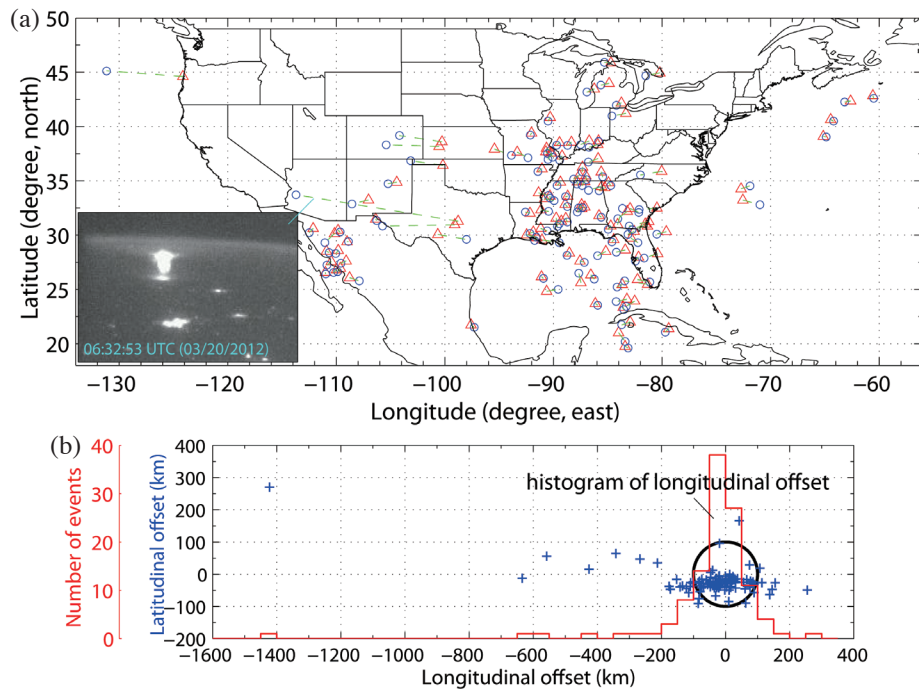 (a)
Latitude (degree, north)
45
40
35
30
25
20
06:32:53 UTC (03/20/2012)
−130 −120 −110 −100 −90 −80 −70 −60
Longitude (degree, east)
(b)
Number of events
40
30
20
10
0
Latitudinal offset (km)
400
300
200
100
0
−100
−200
histogram of longitudinal offset
−1600 −1400 −1200 −1000 −800 −600 −400 −200 0 200 400
Longitudinal offset (km)